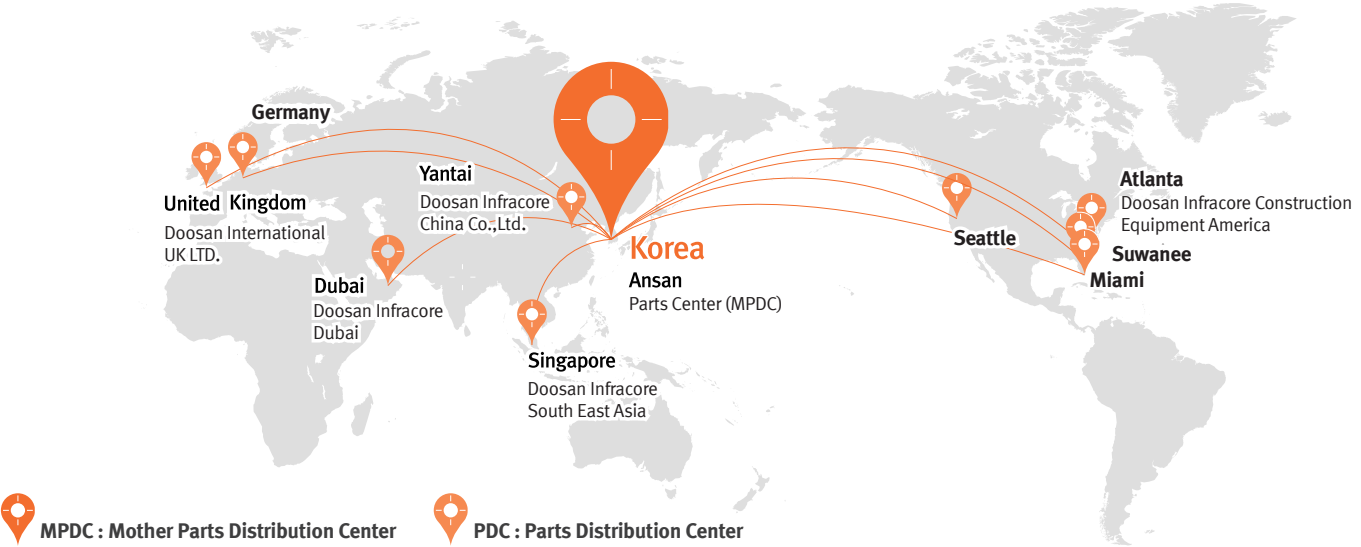 Germany
United Kingdom
Doosan International
UK LTD.
Dubai
Doosan Infracore
Dubai
Yantai
Doosan Infracore
China Co.,Ltd.
Korea
Ansan
Parts Center (MPDC)
Singapore
Doosan Infracore
South East Asia
Seattle
Atlanta
Doosan Infracore Construction
Equipment America
Suwanee
Miami
MPDC : Mother Parts Distribution Center
PDC : Parts Distribution Center